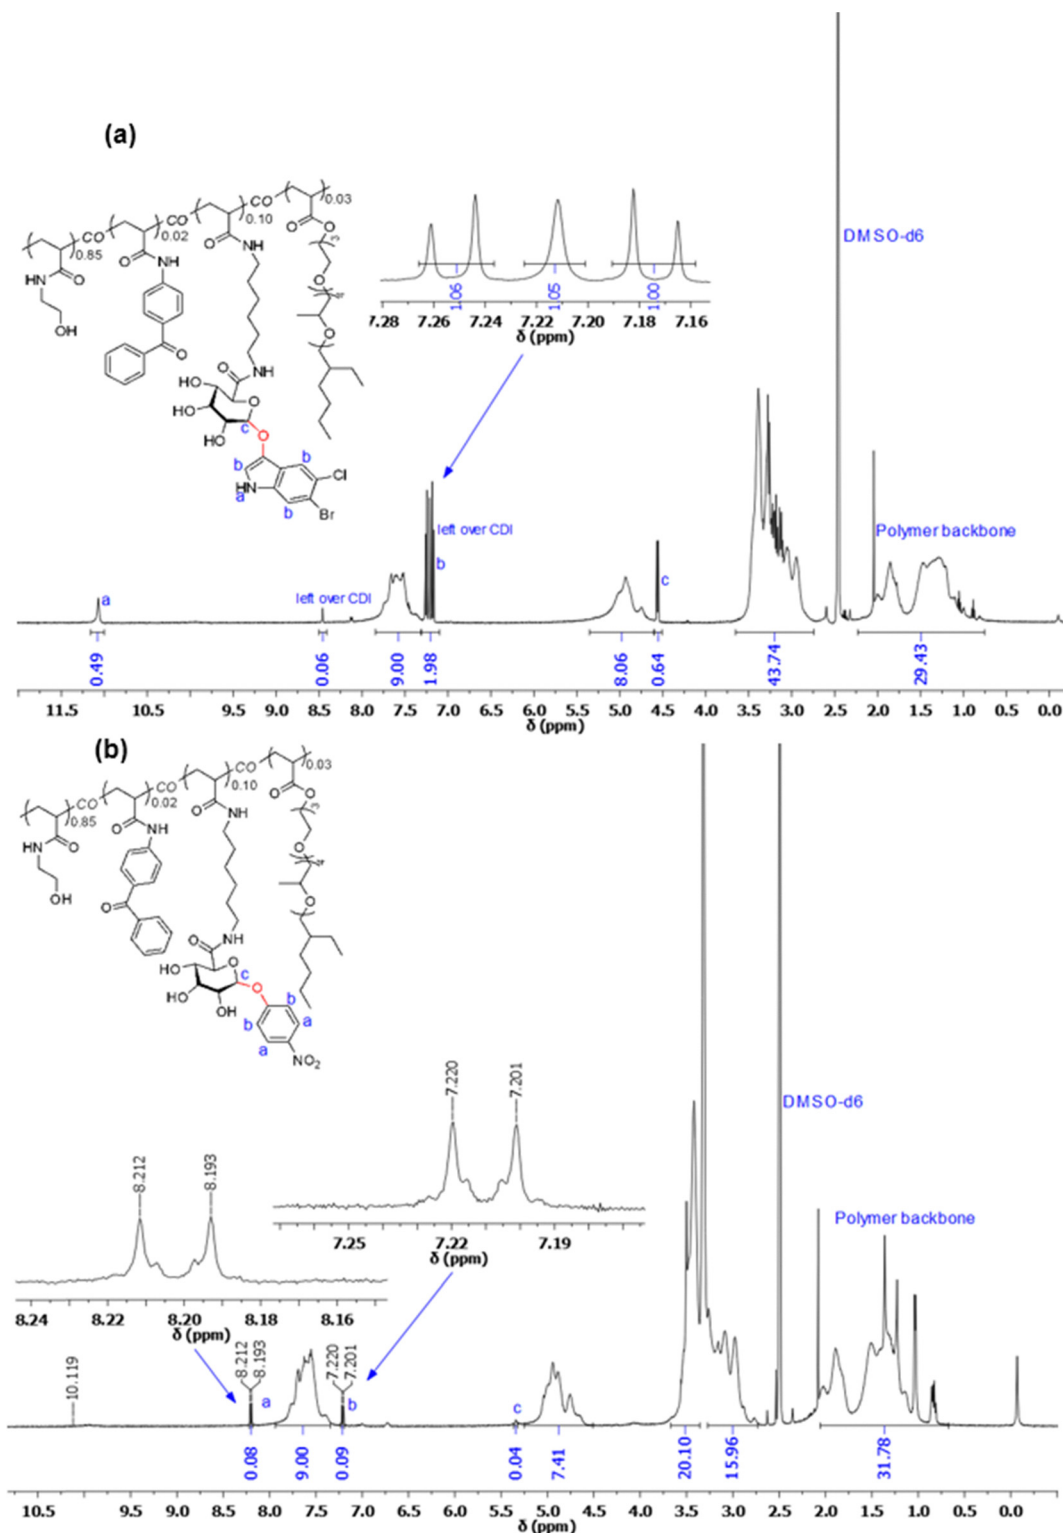 (a)
CO CO CO
0.85 0.02 0.10 0.03
O O O O
HN NH NH O
3
O
OH
O
O NH
HO O
HO
HO c O
b b Cl
HN
a
b Br
1.06 1.05 1.00
7.28 7.26 7.24 7.22 7.20 7.18 7.16
δ (ppm)
DMSO-d6
left over CDI
Polymer backbone
b
a left over CDI c
0.49 0.06 9.00 1.98 8.06 0.64 43.74 29.43
11.5 10.5 9.5 8.5 7.5 7.0 6.5 6.0 5.5 5.0 4.5 4.0 3.5 3.0 2.5 2.0 1.5 1.0 0.5 0.0
δ (ppm)
(b)
CO CO CO
0.85 0.02 0.10 0.03
O O O O
HN NH NH O
3
O
OH
O
O NH
HO O c
HO OH O b
b a
a NO2
7.220 7.201
7.25 7.22 7.19
δ (ppm)
8.212 8.193
8.24 8.22 8.20 8.18 8.16
δ (ppm)
DMSO-d6
Polymer backbone
10.119 8.212 8.193 7.220 7.201
a b c
0.08 9.00 0.09 0.04 7.41 20.10 15.96 31.78
10.5 9.5 9.0 8.5 8.0 7.5 7.0 6.5 6.0 5.5 5.0 4.5 4.0 3.5 3.0 2.5 2.0 1.5 1.0 0.5 0.0
δ (ppm)